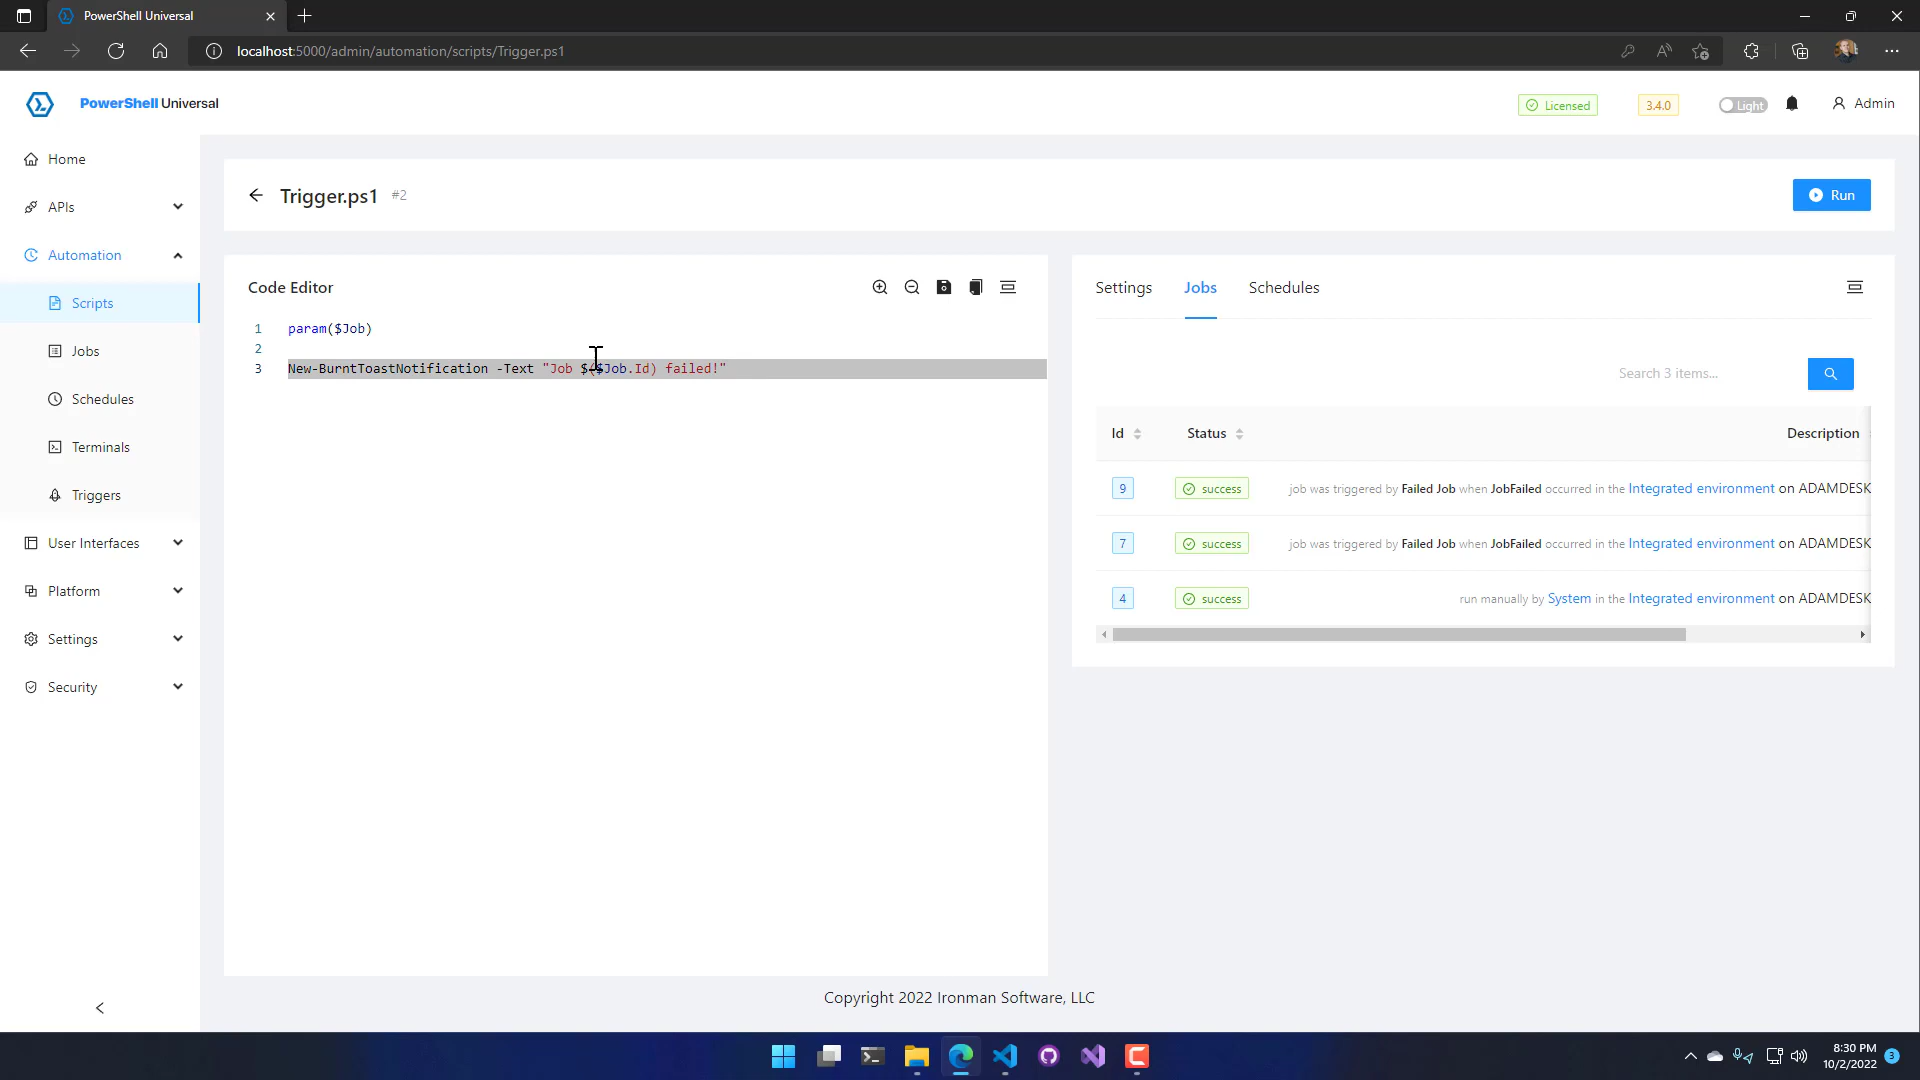 PowerShell Universal
localhost:5000/admin/automation/scripts/Trigger.ps1
PowerShell Universal
Licensed
3.4.0
Light
Admin
Home
APIs
Automation
Scripts
Jobs
Schedules
Terminals
Triggers
User Interfaces
Platform
Settings
Security
Trigger.ps1 #2
Run
Code Editor
1 param($Job)
2
3 New-BurntToastNotification -Text "Job $($Job.Id) failed!"
Settings Jobs Schedules
Search 3 items...
Id Status Description
9 success job was triggered by Failed Job when JobFailed occurred in the Integrated environment on ADAMDESK
7 success job was triggered by Failed Job when JobFailed occurred in the Integrated environment on ADAMDESK
4 success run manually by System in the Integrated environment on ADAMDESK
Copyright 2022 Ironman Software, LLC
8:30 PM
10/2/2022
3